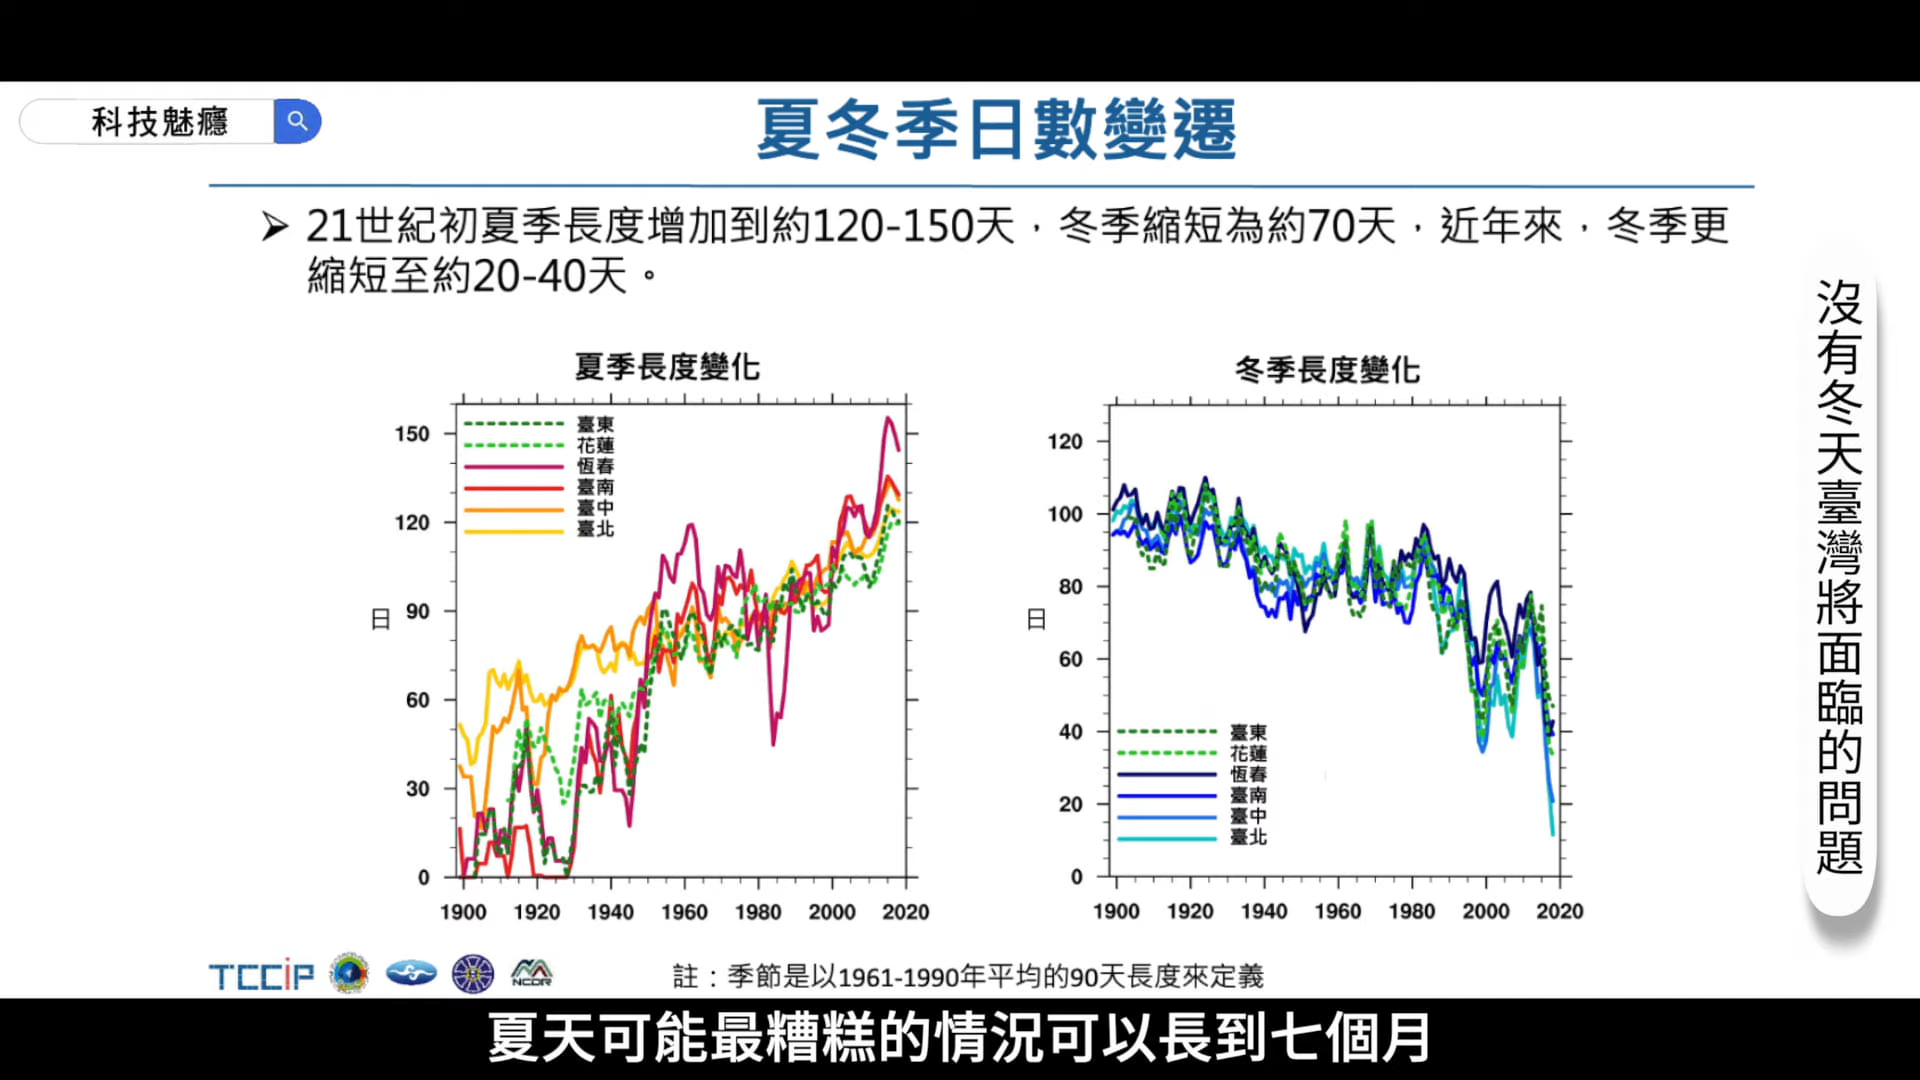 科技魅癮
夏冬季日數變遷
➢ 21世紀初夏季長度增加到約120-150天，冬季縮短為約70天，近年來，冬季更
縮短至約20-40天。
沒有冬天臺灣將面臨的問題
夏季長度變化
臺東
花蓮
恆春
臺南
臺中
臺北
日
150
120
90
60
30
0
1900 1920 1940 1960 1980 2000 2020
冬季長度變化
臺東
花蓮
恆春
臺南
臺中
臺北
日
120
100
80
60
40
20
0
1900 1920 1940 1960 1980 2000 2020
TCCIP
NCDR
註：季節是以1961-1990年平均的90天長度來定義
夏天可能最糟糕的情況可以長到七個月